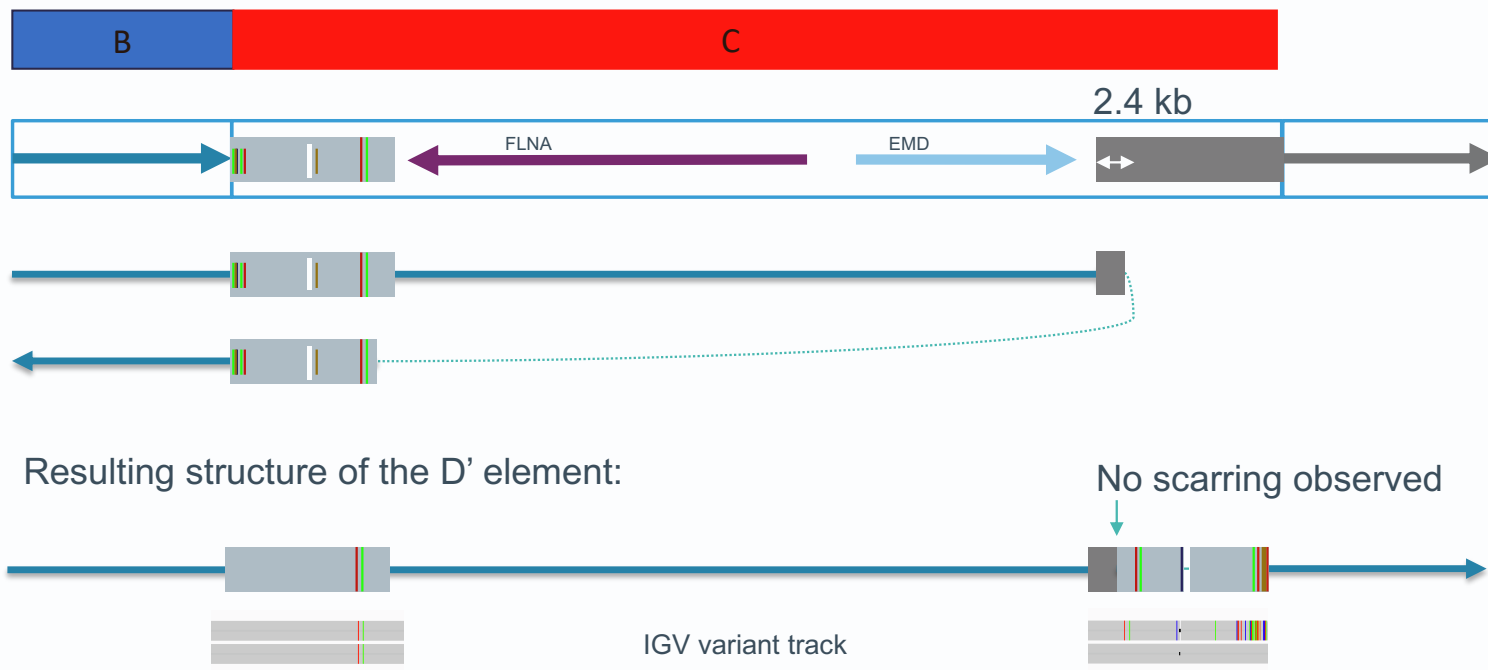 B
C
2.4 kb
FLNA
EMD
Resulting structure of the D’ element:
No scarring observed
IGV variant track